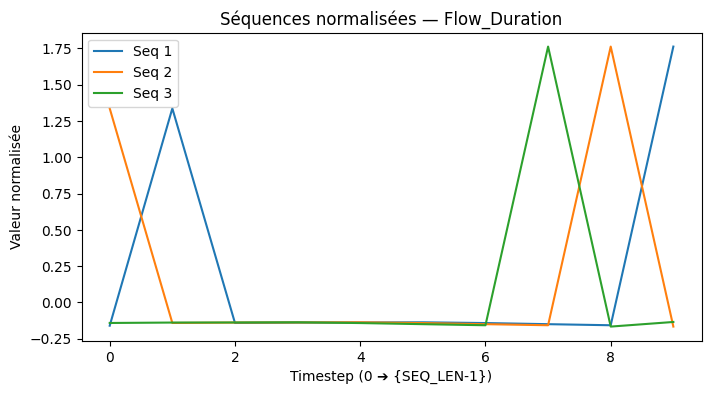 Séquences normalisées — Flow_Duration
Seq 1
Seq 2
Seq 3
Valeur normalisée
1.75
1.50
1.25
1.00
0.75
0.50
0.25
0.00
−0.25
0 2 4 6 8
Timestep (0 ➔ {SEQ_LEN-1})